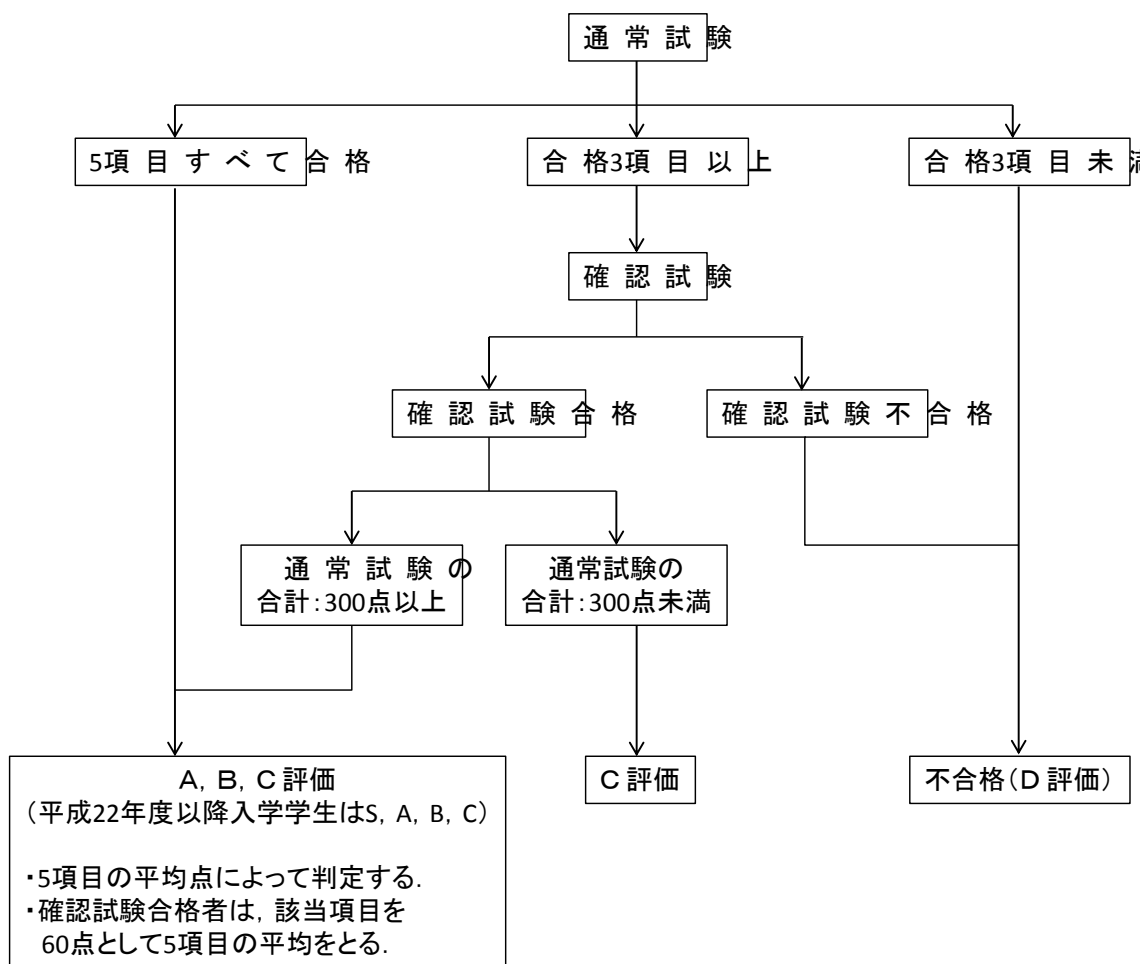 通常試験
5項目すべて合格
合格3項目以上
合格3項目未満
確認試験
確認試験合格
確認試験不合格
通常試験の
合計：300点以上
通常試験の
合計：300点未満
A, B, C 評価
（平成22年度以降入学学生はS, A, B, C）
・5項目の平均点によって判定する.
・確認試験合格者は, 該当項目を
60点として5項目の平均をとる.
C 評価
不合格（D 評価）